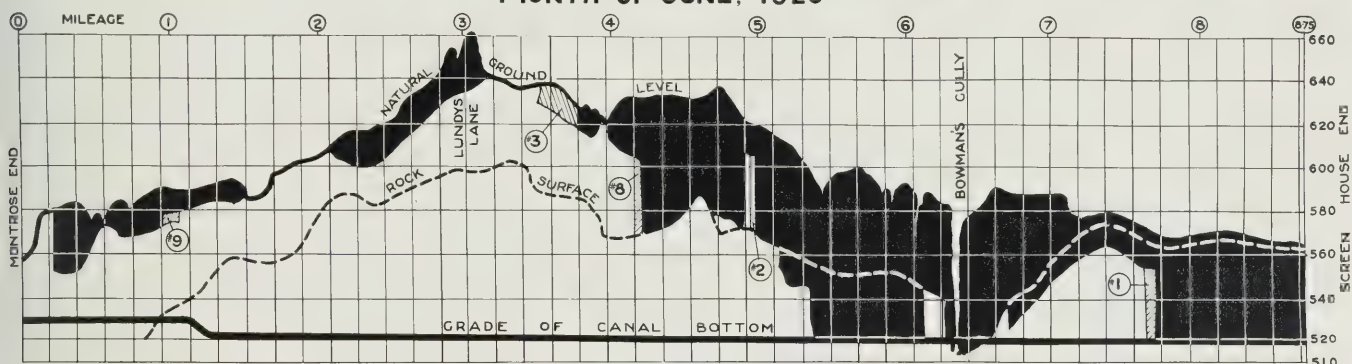 MONTH OF JUNE, 1920
0 MILEAGE 1 2 3 4 5 6 7 8 8.75
660
NATURAL GROUND LEVEL
640
LUNDYS LANE
#3
620
BOWMAN'S GULLY
MONTROSE END
ROCK SURFACE
#8
600
SCREEN HOUSE END
#9
580
#2
560
#1
540
GRADE OF CANAL BOTTOM
520
510